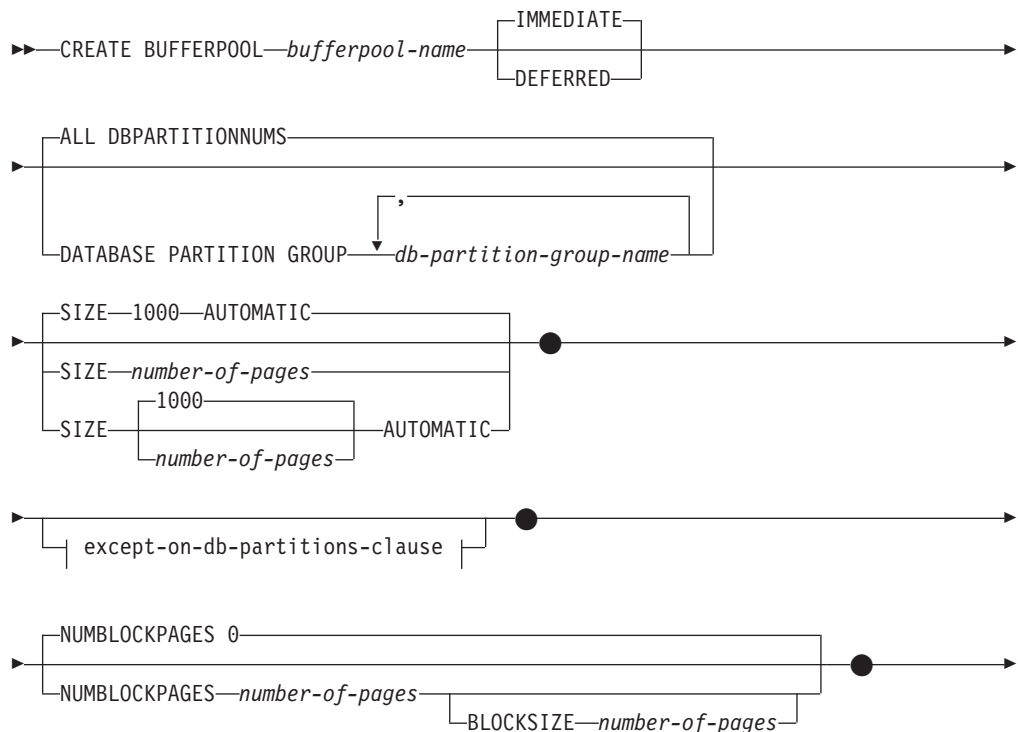 IMMEDIATE
CREATE BUFFERPOOL bufferpool-name
DEFERRED
ALL DBPARTITIONNUMS
,
DATABASE PARTITION GROUP db-partition-group-name
SIZE 1000 AUTOMATIC
SIZE number-of-pages
1000
SIZE AUTOMATIC
number-of-pages
except-on-db-partitions-clause
NUMBLOCKPAGES 0
NUMBLOCKPAGES number-of-pages
BLOCKSIZE number-of-pages